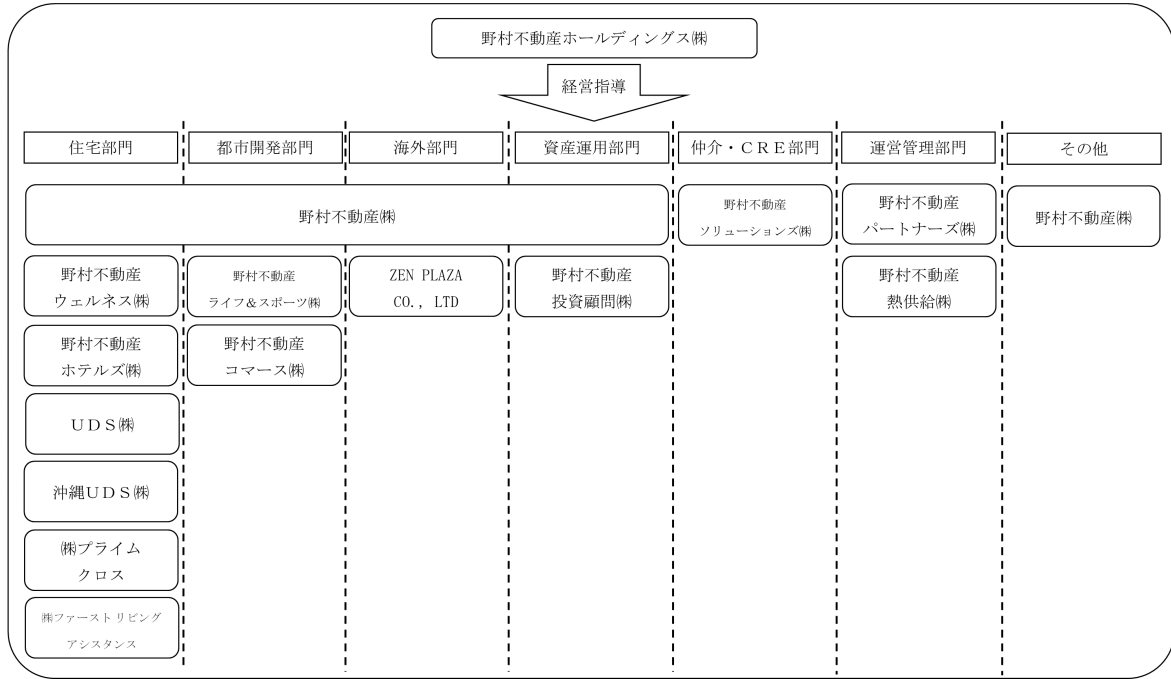 野村不動産ホールディングス㈱
経営指導
住宅部門
都市開発部門
海外部門
資産運用部門
仲介・ＣＲＥ部門
運営管理部門
その他
野村不動産㈱
野村不動産
ソリューションズ㈱
野村不動産
パートナーズ㈱
野村不動産㈱
野村不動産
ウェルネス㈱
野村不動産
ライフ＆スポーツ㈱
ZEN PLAZA
CO., LTD
野村不動産
投資顧問㈱
野村不動産
熱供給㈱
野村不動産
ホテルズ㈱
野村不動産
コマース㈱
ＵＤＳ㈱
沖縄ＵＤＳ㈱
㈱プライム
クロス
㈱ファーストリビング
アシスタンス